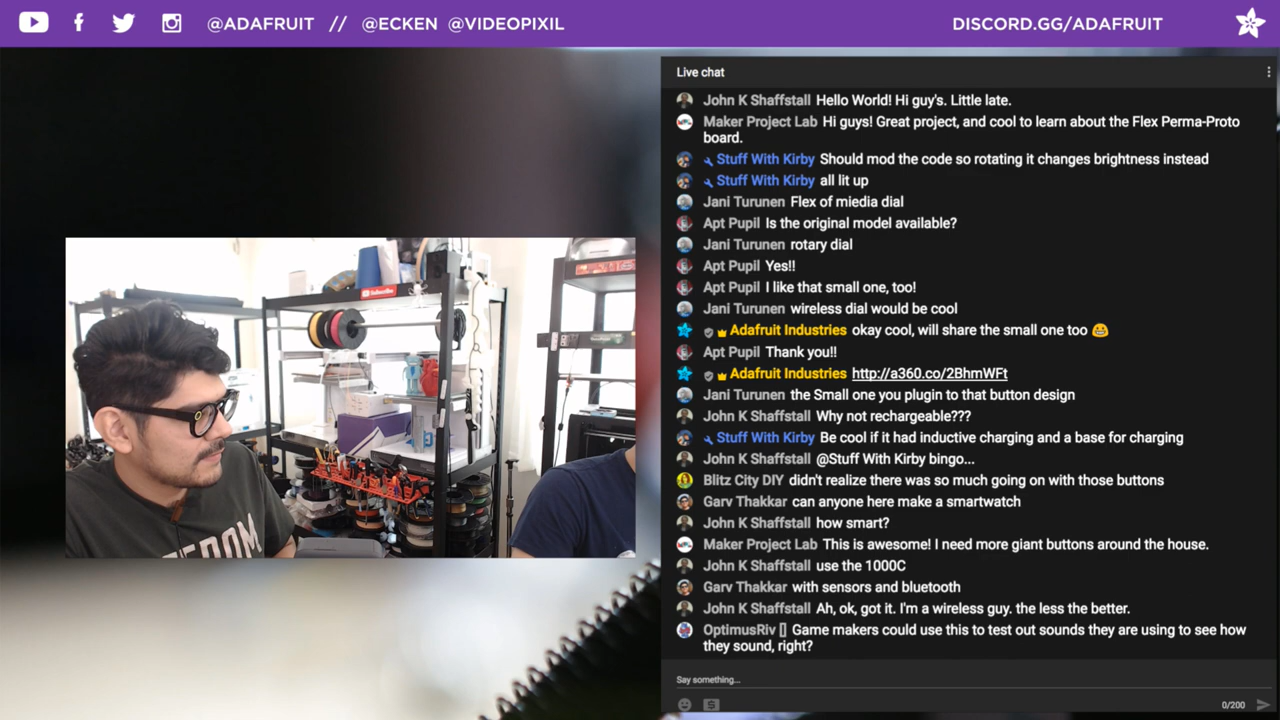 @ADAFRUIT // @ECKEN @VIDEOPIXIL
DISCORD.GG/ADAFRUIT
Live chat
John K Shaffstall Hello World! Hi guy's. Little late.
Maker Project Lab Hi guys! Great project, and cool to learn about the Flex Perma-Proto
board.
Stuff With Kirby Should mod the code so rotating it changes brightness instead
Stuff With Kirby all lit up
Jani Turunen Flex of miedia dial
Apt Pupil Is the original model available?
Jani Turunen rotary dial
Apt Pupil Yes!!
Apt Pupil I like that small one, too!
Jani Turunen wireless dial would be cool
Adafruit Industries okay cool, will share the small one too 😀
Apt Pupil Thank you!!
Adafruit Industries http://a360.co/2BhmWFt
Jani Turunen the Small one you plugin to that button design
John K Shaffstall Why not rechargeable???
Stuff With Kirby Be cool if it had inductive charging and a base for charging
John K Shaffstall @Stuff With Kirby bingo...
Blitz City DIY didn't realize there was so much going on with those buttons
Garv Thakkar can anyone here make a smartwatch
John K Shaffstall how smart?
Maker Project Lab This is awesome! I need more giant buttons around the house.
John K Shaffstall use the 1000C
Garv Thakkar with sensors and bluetooth
John K Shaffstall Ah, ok, got it. I'm a wireless guy. the less the better.
OptimusRiv [] Game makers could use this to test out sounds they are using to see how
they sound, right?
Say something...
0/200
Subscribe